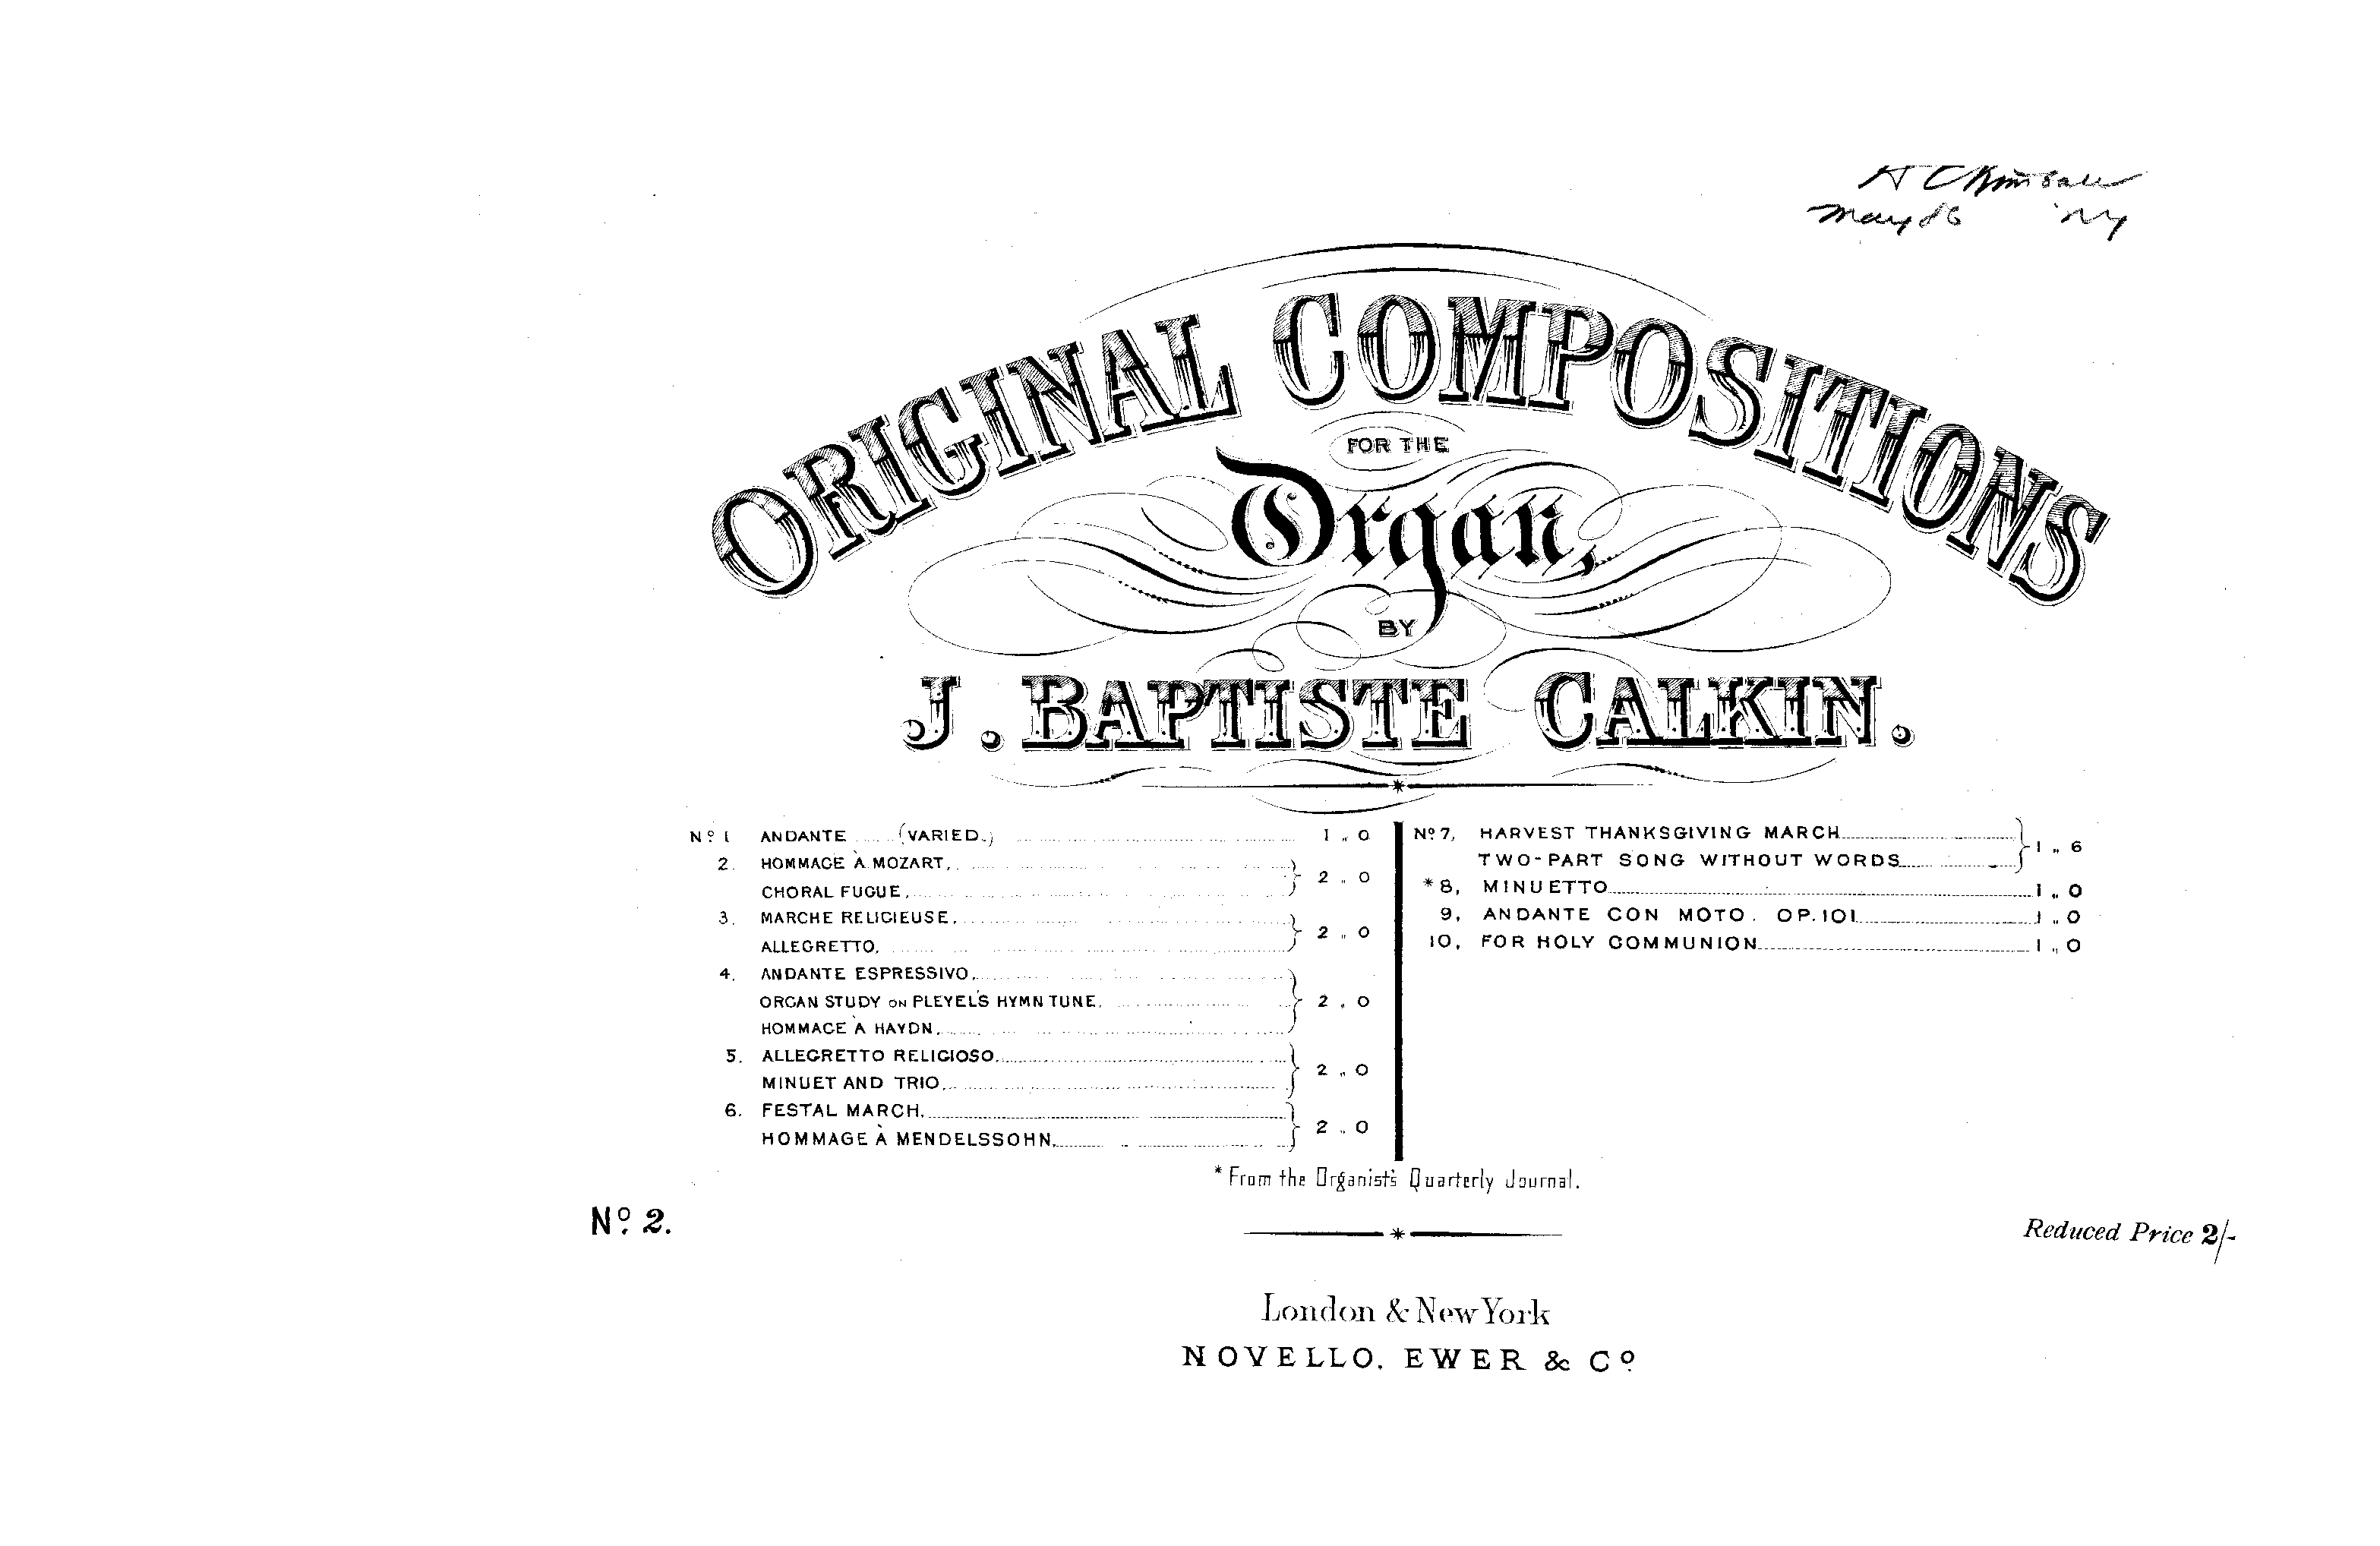 May 86 NY
ORIGINAL COMPOSITIONS
FOR THE
Organ,
BY
J. BAPTISTE CALKIN.
Nº 1 ANDANTE (VARIED.) 1 „ 0
2. HOMMAGE À MOZART, 
CHORAL FUGUE, 2 „ 0
3. MARCHE RELIGIEUSE,
ALLEGRETTO, 2 „ 0
4. ANDANTE ESPRESSIVO,
ORGAN STUDY ON PLEYEL'S HYMN TUNE, 2 „ 0
HOMMAGE À HAYDN,
5. ALLEGRETTO RELIGIOSO,
MINUET AND TRIO, 2 „ 0
6. FESTAL MARCH,
HOMMAGE À MENDELSSOHN, 2 „ 0
Nº 7, HARVEST THANKSGIVING MARCH
TWO-PART SONG WITHOUT WORDS 1 „ 6
*8, MINUETTO 1 „ 0
9, ANDANTE CON MOTO. OP. 101 1 „ 0
10, FOR HOLY COMMUNION 1 „ 0
* From the Organist's Quarterly Journal.
Nº 2.
Reduced Price 2/-
London & New York
NOVELLO, EWER & Cº